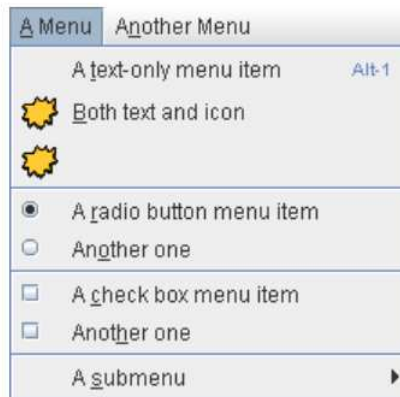 A Menu Another Menu
A text-only menu item Alt-1
Both text and icon
A radio button menu item
Another one
A check box menu item
Another one
A submenu